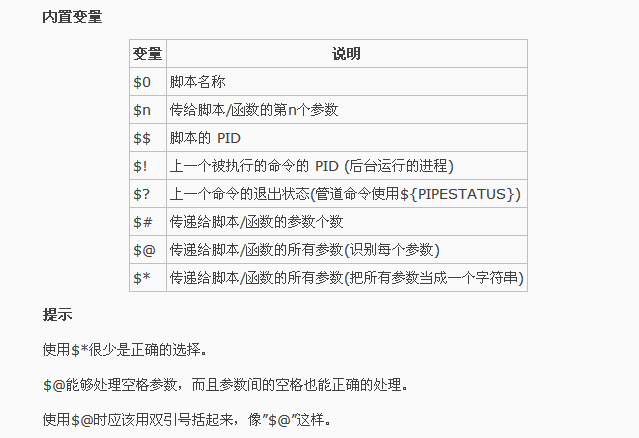 内置变量
变量 说明
$0 脚本名称
$n 传给脚本/函数的第n个参数
$$ 脚本的 PID
$! 上一个被执行的命令的 PID (后台运行的进程)
$? 上一个命令的退出状态(管道命令使用${PIPESTATUS})
$# 传递给脚本/函数的参数个数
$@ 传递给脚本/函数的所有参数(识别每个参数)
$* 传递给脚本/函数的所有参数(把所有参数当成一个字符串)
提示
使用$*很少是正确的选择。
$@能够处理空格参数，而且参数间的空格也能正确的处理。
使用$@时应该用双引号括起来，像”$@”这样。